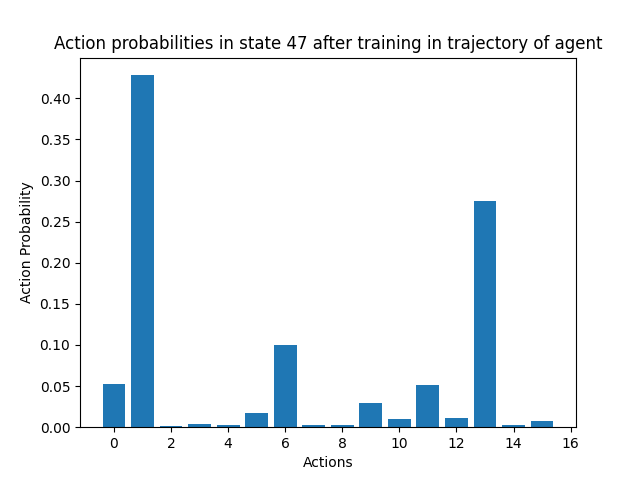 Action probabilities in state 47 after training in trajectory of agent
0.40
0.35
0.30
0.25
0.20
0.15
0.10
0.05
0.00
Action Probability
0 2 4 6 8 10 12 14 16
Actions